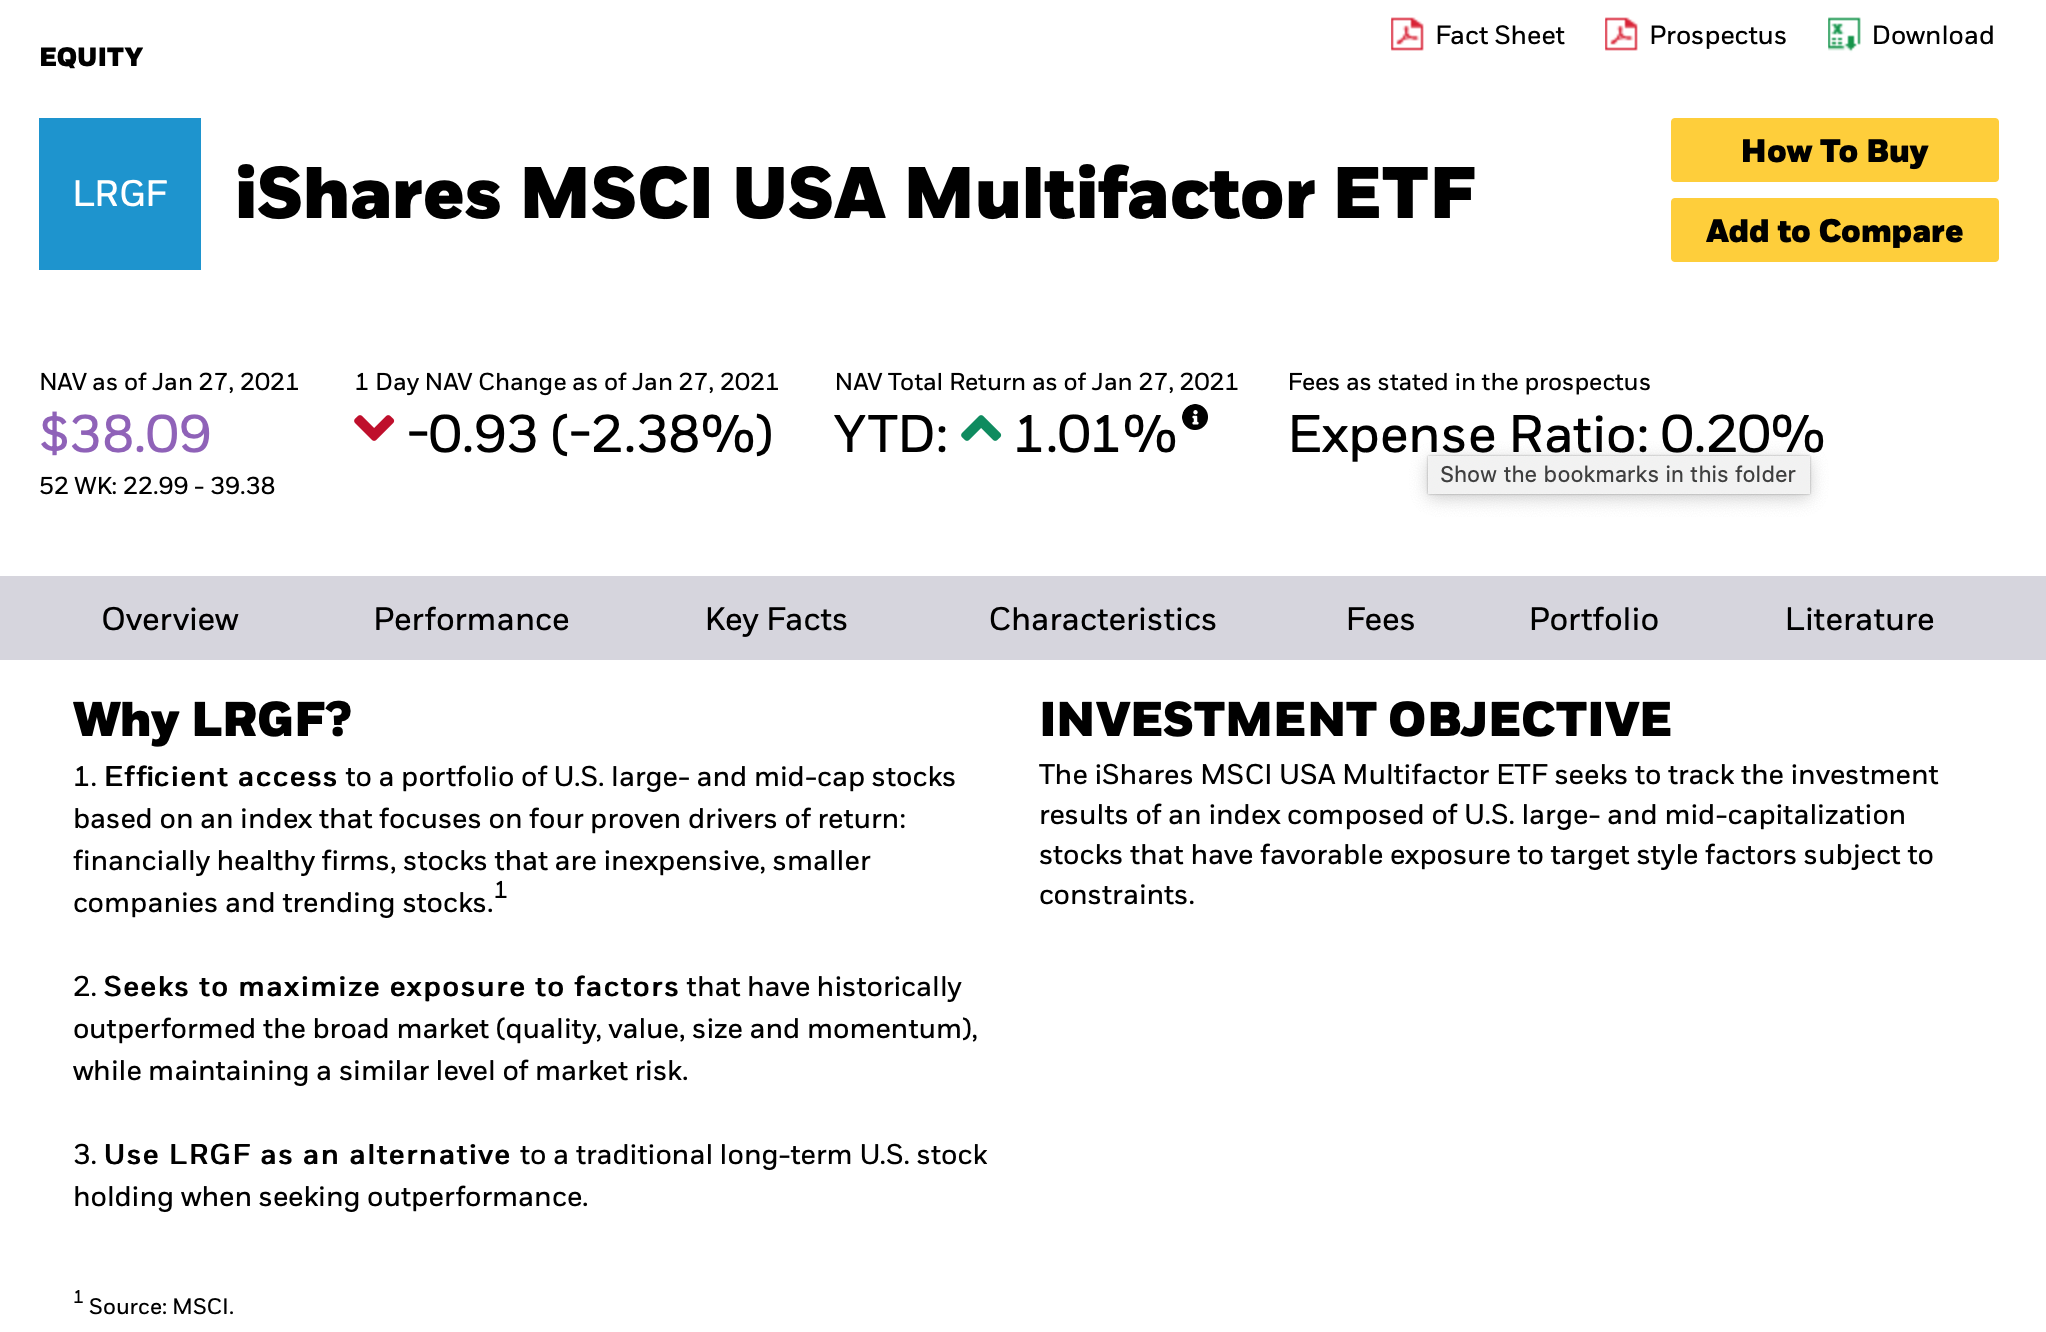 Fact Sheet
Prospectus
Download
EQUITY
LRGF
iShares MSCI USA Multifactor ETF
How To Buy
Add to Compare
NAV as of Jan 27, 2021
$38.09
52 WK: 22.99 - 39.38
1 Day NAV Change as of Jan 27, 2021
-0.93 (-2.38%)
NAV Total Return as of Jan 27, 2021
YTD: 1.01%
Fees as stated in the prospectus
Expense Ratio: 0.20%
Show the bookmarks in this folder
Overview
Performance
Key Facts
Characteristics
Fees
Portfolio
Literature
Why LRGF?
1. Efficient access to a portfolio of U.S. large- and mid-cap stocks
based on an index that focuses on four proven drivers of return:
financially healthy firms, stocks that are inexpensive, smaller
companies and trending stocks.1
2. Seeks to maximize exposure to factors that have historically
outperformed the broad market (quality, value, size and momentum),
while maintaining a similar level of market risk.
3. Use LRGF as an alternative to a traditional long-term U.S. stock
holding when seeking outperformance.
1 Source: MSCI.
INVESTMENT OBJECTIVE
The iShares MSCI USA Multifactor ETF seeks to track the investment
results of an index composed of U.S. large- and mid-capitalization
stocks that have favorable exposure to target style factors subject to
constraints.